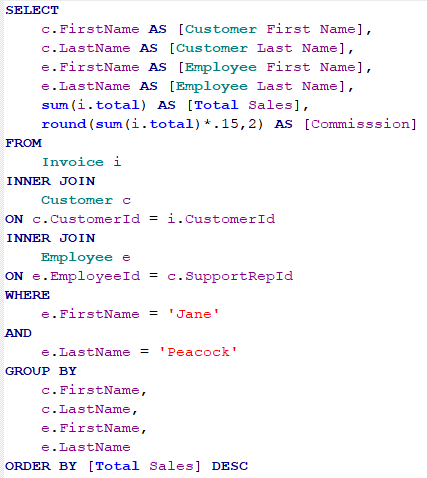 SELECT
c.FirstName AS [Customer First Name],
c.LastName AS [Customer Last Name],
e.FirstName AS [Employee First Name],
e.LastName AS [Employee Last Name],
sum(i.total) AS [Total Sales],
round(sum(i.total)*.15,2) AS [Commisssion]
FROM
Invoice i
INNER JOIN
Customer c
ON c.CustomerId = i.CustomerId
INNER JOIN
Employee e
ON e.EmployeeId = c.SupportRepId
WHERE
e.FirstName = 'Jane'
AND
e.LastName = 'Peacock'
GROUP BY
c.FirstName,
c.LastName,
e.FirstName,
e.LastName
ORDER BY [Total Sales] DESC